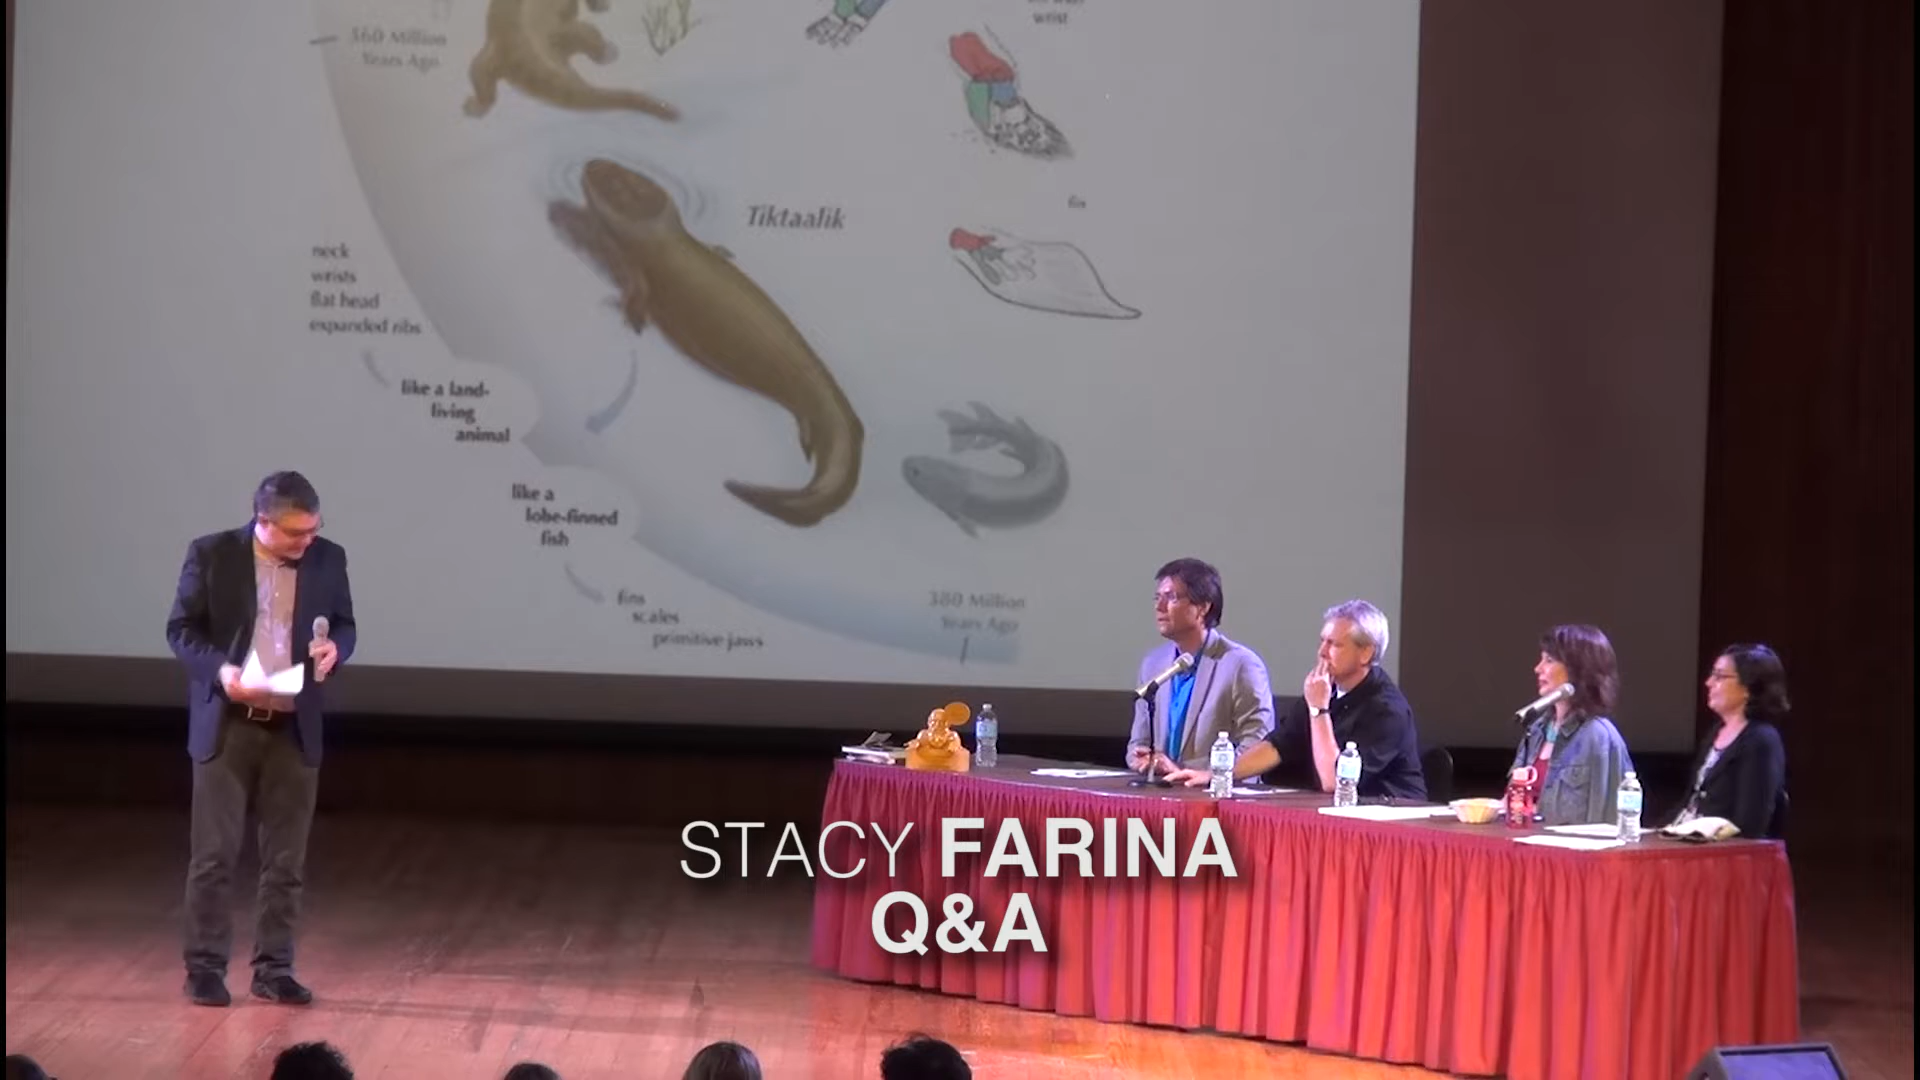 360 Million
Years Ago
wrist
Tiktaalik
fin
neck
wrists
flat head
expanded ribs
like a land-
living
animal
like a
lobe-finned
fish
fins
scales
primitive jaws
380 Million
Years Ago
STACY FARINA
Q&A